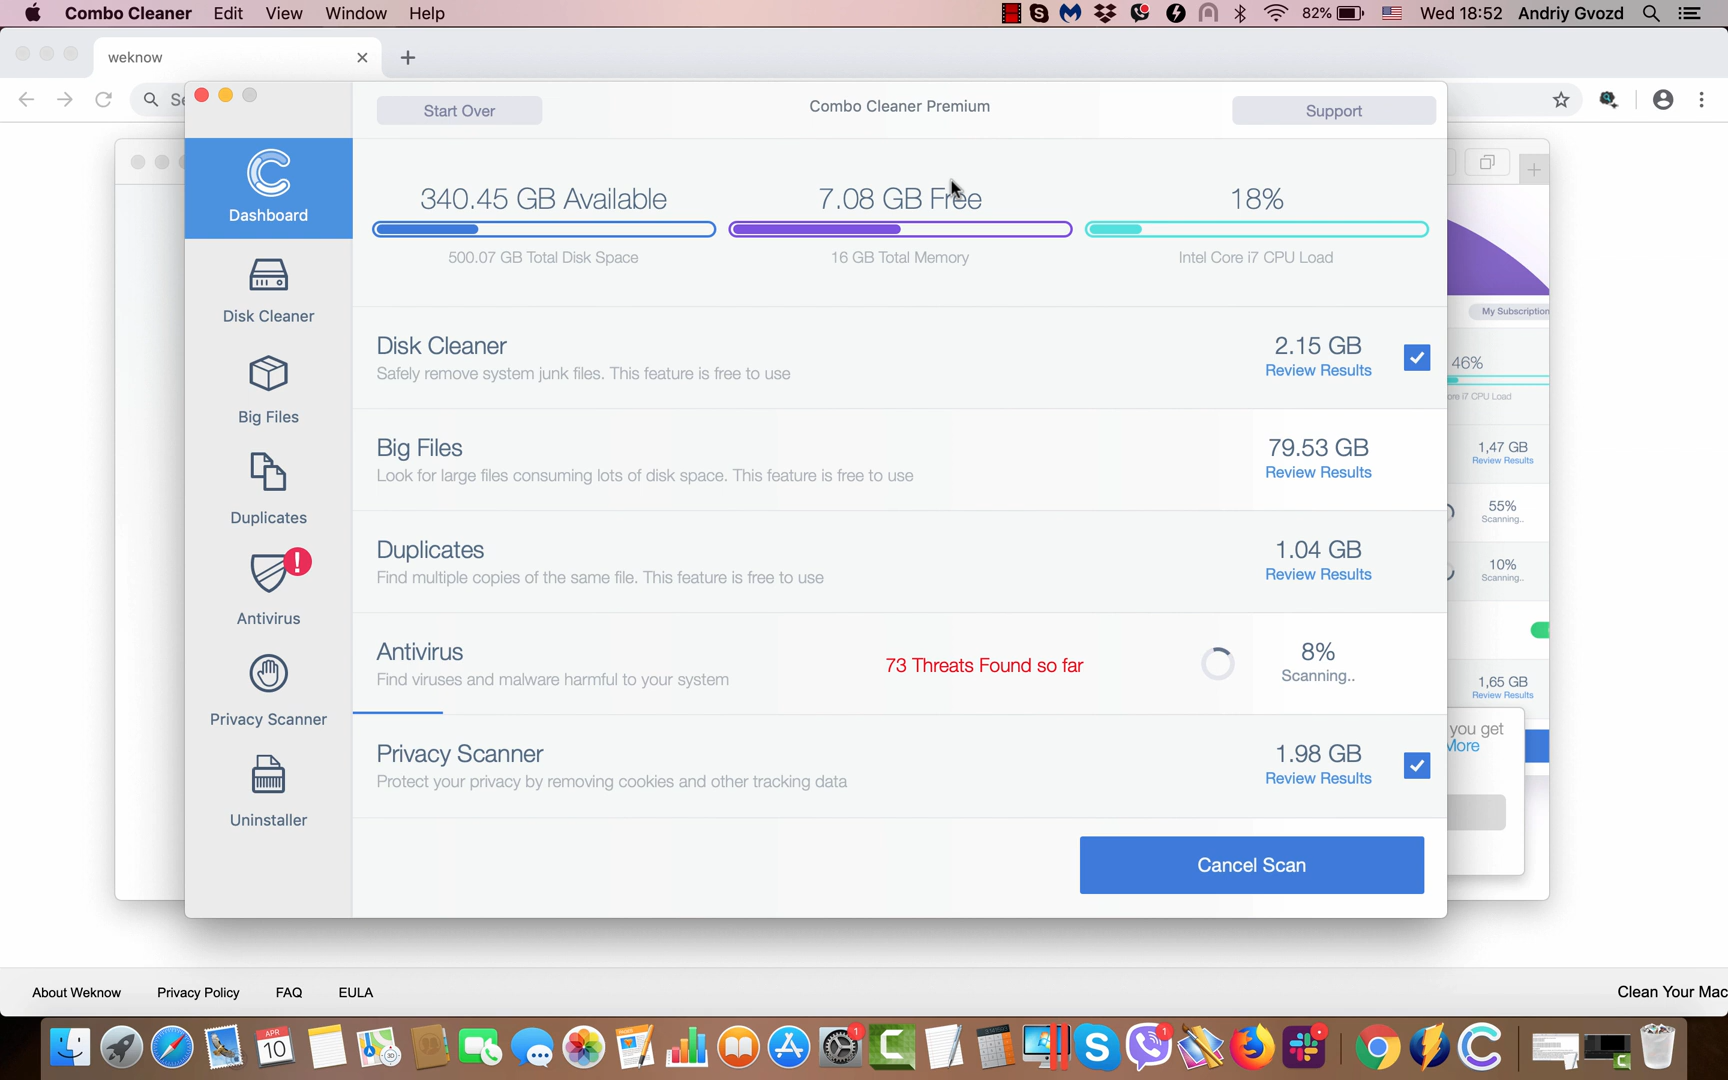 Combo Cleaner Edit View Window Help 82% Wed 18:52 Andriy Gvozd
weknow
Start Over Combo Cleaner Premium Support
340.45 GB Available 7.08 GB Free 18%
500.07 GB Total Disk Space 16 GB Total Memory Intel Core i7 CPU Load
Dashboard
Disk Cleaner
Big Files
Duplicates
Antivirus
Privacy Scanner
Uninstaller
Disk Cleaner 2.15 GB
Safely remove system junk files. This feature is free to use Review Results
Big Files 79.53 GB
Look for large files consuming lots of disk space. This feature is free to use Review Results
Duplicates 1.04 GB
Find multiple copies of the same file. This feature is free to use Review Results
Antivirus 73 Threats Found so far 8%
Find viruses and malware harmful to your system Scanning..
Privacy Scanner 1.98 GB
Protect your privacy by removing cookies and other tracking data Review Results
Cancel Scan
My Subscription
46%
ore i7 CPU Load
1,47 GB
Review Results
55%
Scanning..
10%
Scanning..
1,65 GB
Review Results
you get
More
About Weknow Privacy Policy FAQ EULA Clean Your Mac
APR
10
1
1